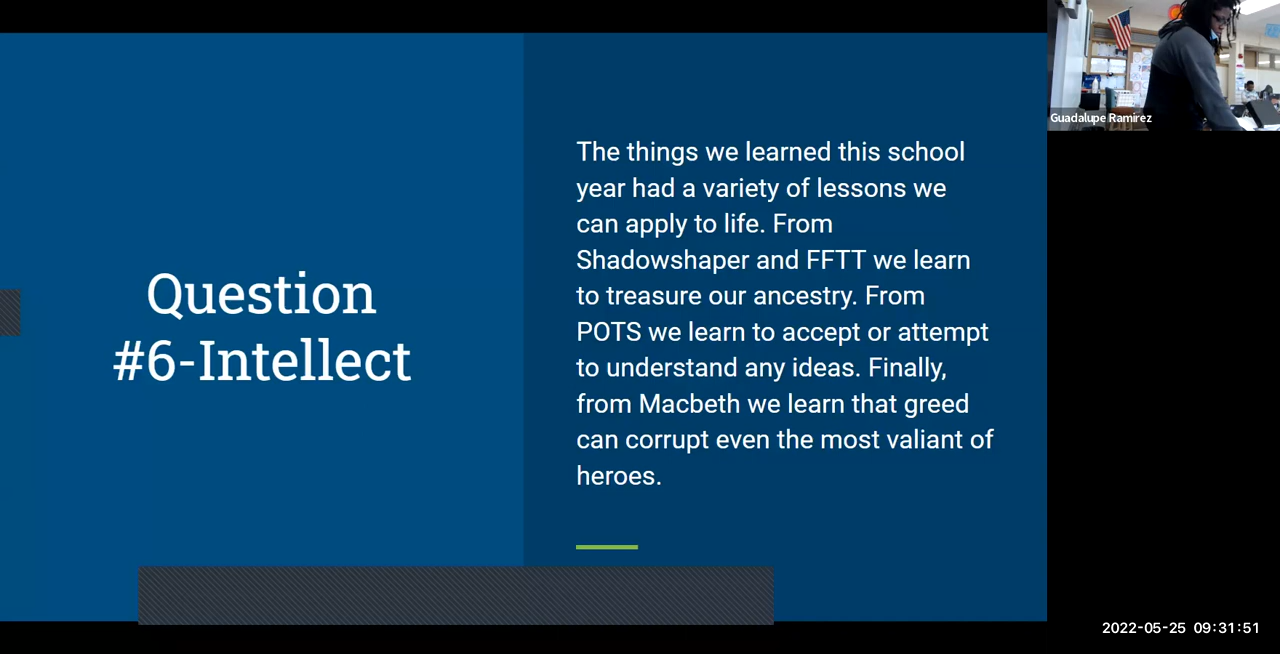 Question
#6-Intellect
The things we learned this school
year had a variety of lessons we
can apply to life. From
Shadowshaper and FFTT we learn
to treasure our ancestry. From
POTS we learn to accept or attempt
to understand any ideas. Finally,
from Macbeth we learn that greed
can corrupt even the most valiant of
heroes.
Guadalupe Ramirez
2022-05-25 09:31:51